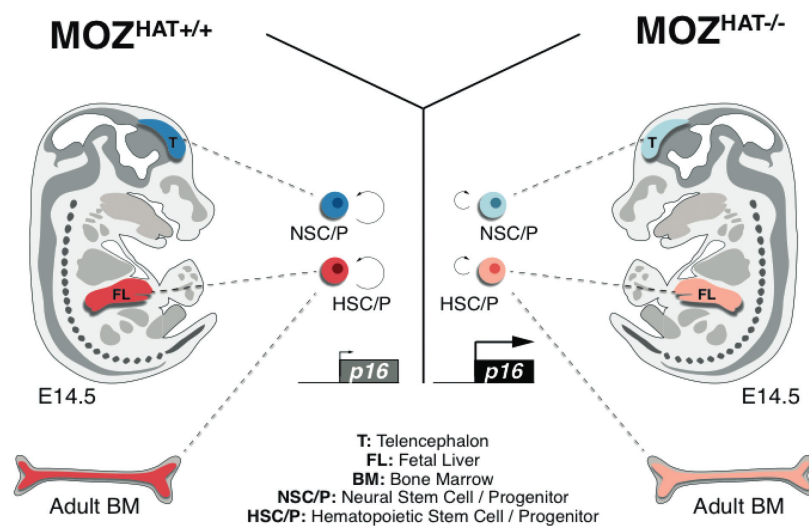 MOZHAT+/+
MOZHAT-/-
T
T
NSC/P
NSC/P
FL
HSC/P
HSC/P
FL
p16
p16
E14.5
E14.5
T: Telencephalon
FL: Fetal Liver
BM: Bone Marrow
NSC/P: Neural Stem Cell / Progenitor
HSC/P: Hematopoietic Stem Cell / Progenitor
Adult BM
Adult BM